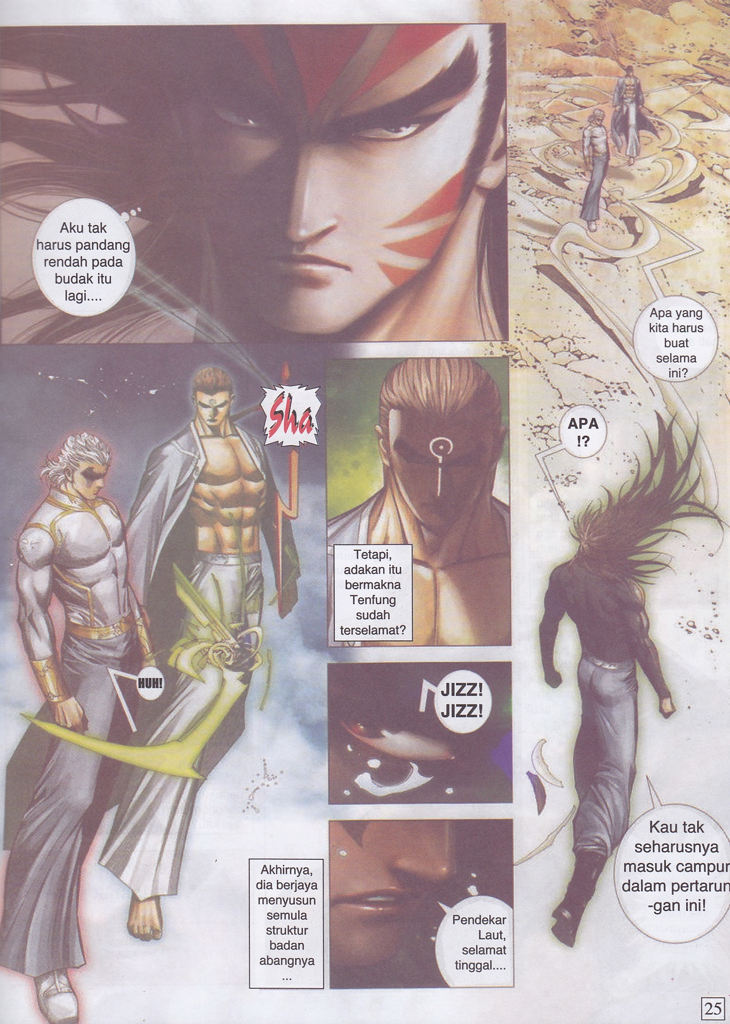 Aku tak
harus pandang
rendah pada
budak itu
lagi....
Apa yang
kita harus
buat
selama
ini?
APA
!?
Sha
Tetapi,
adakan itu
bermakna
Tenfung
sudah
terselamat?
HUH!
JIZZ!
JIZZ!
Kau tak
seharusnya
masuk campur
dalam pertarun
-gan ini!
Akhirnya,
dia berjaya
menyusun
semula
struktur
badan
abangnya
...
Pendekar
Laut,
selamat
tinggal....
25